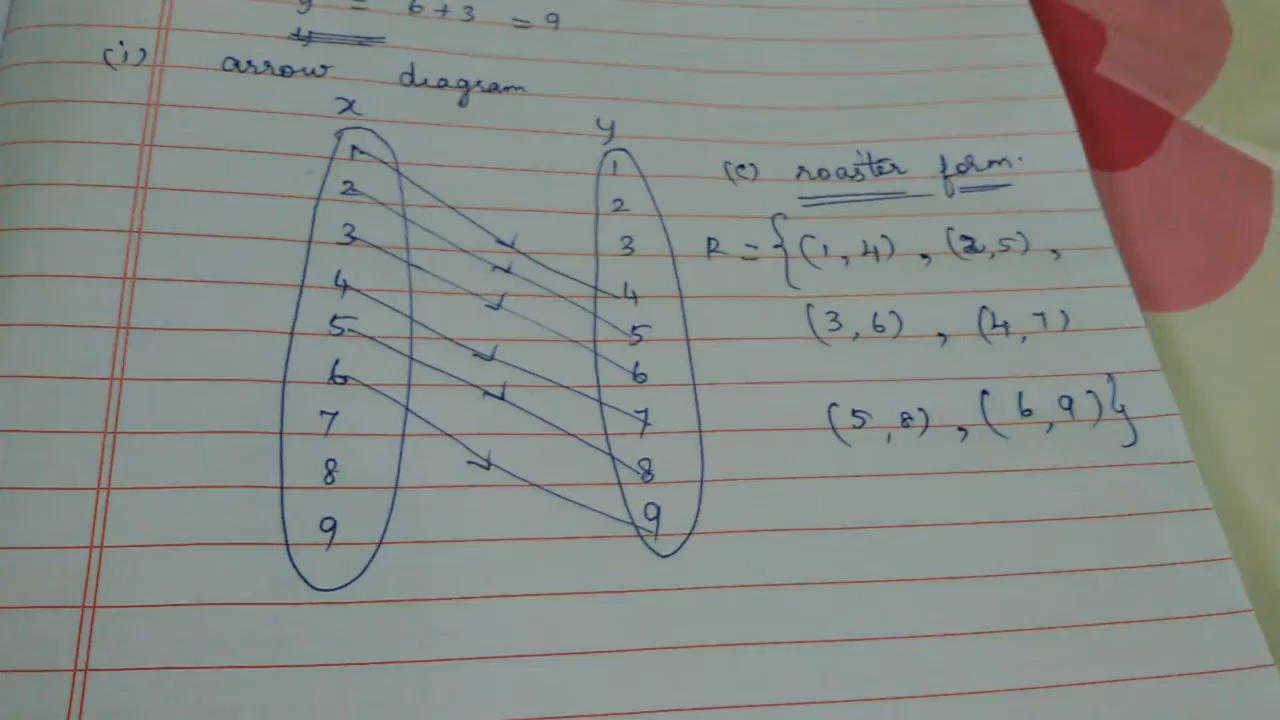 y = 6+3 = 9
(i) arrow diagram
x
1
2
3
4
5
6
7
8
9
y
1
2
3
4
5
6
7
8
9
(c) roaster form.
R = {(1,4) , (2,5) ,
(3,6) , (4,7)
(5,8) , (6,9)}